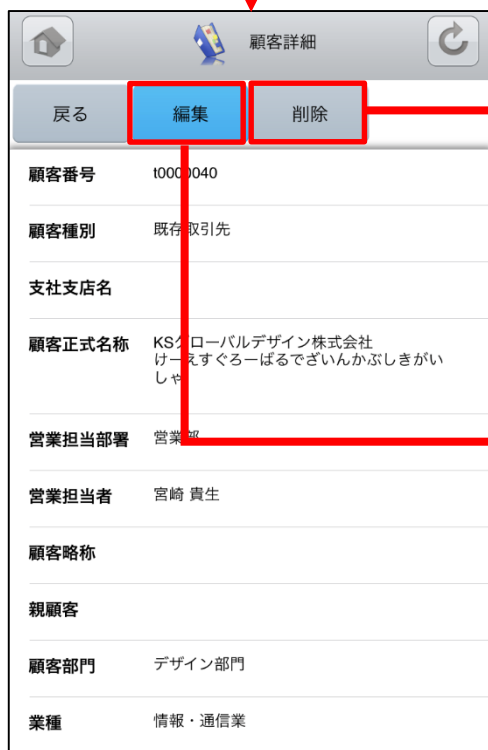 顧客詳細
戻る 編集 削除
顧客番号 t0000040
顧客種別 既存取引先
支社支店名
顧客正式名称 KSグローバルデザイン株式会社
けーえすぐろーばるでざいんかぶしきがい
しゃ
営業担当部署 営業部
営業担当者 宮崎 貴生
顧客略称
親顧客
顧客部門 デザイン部門
業種 情報・通信業